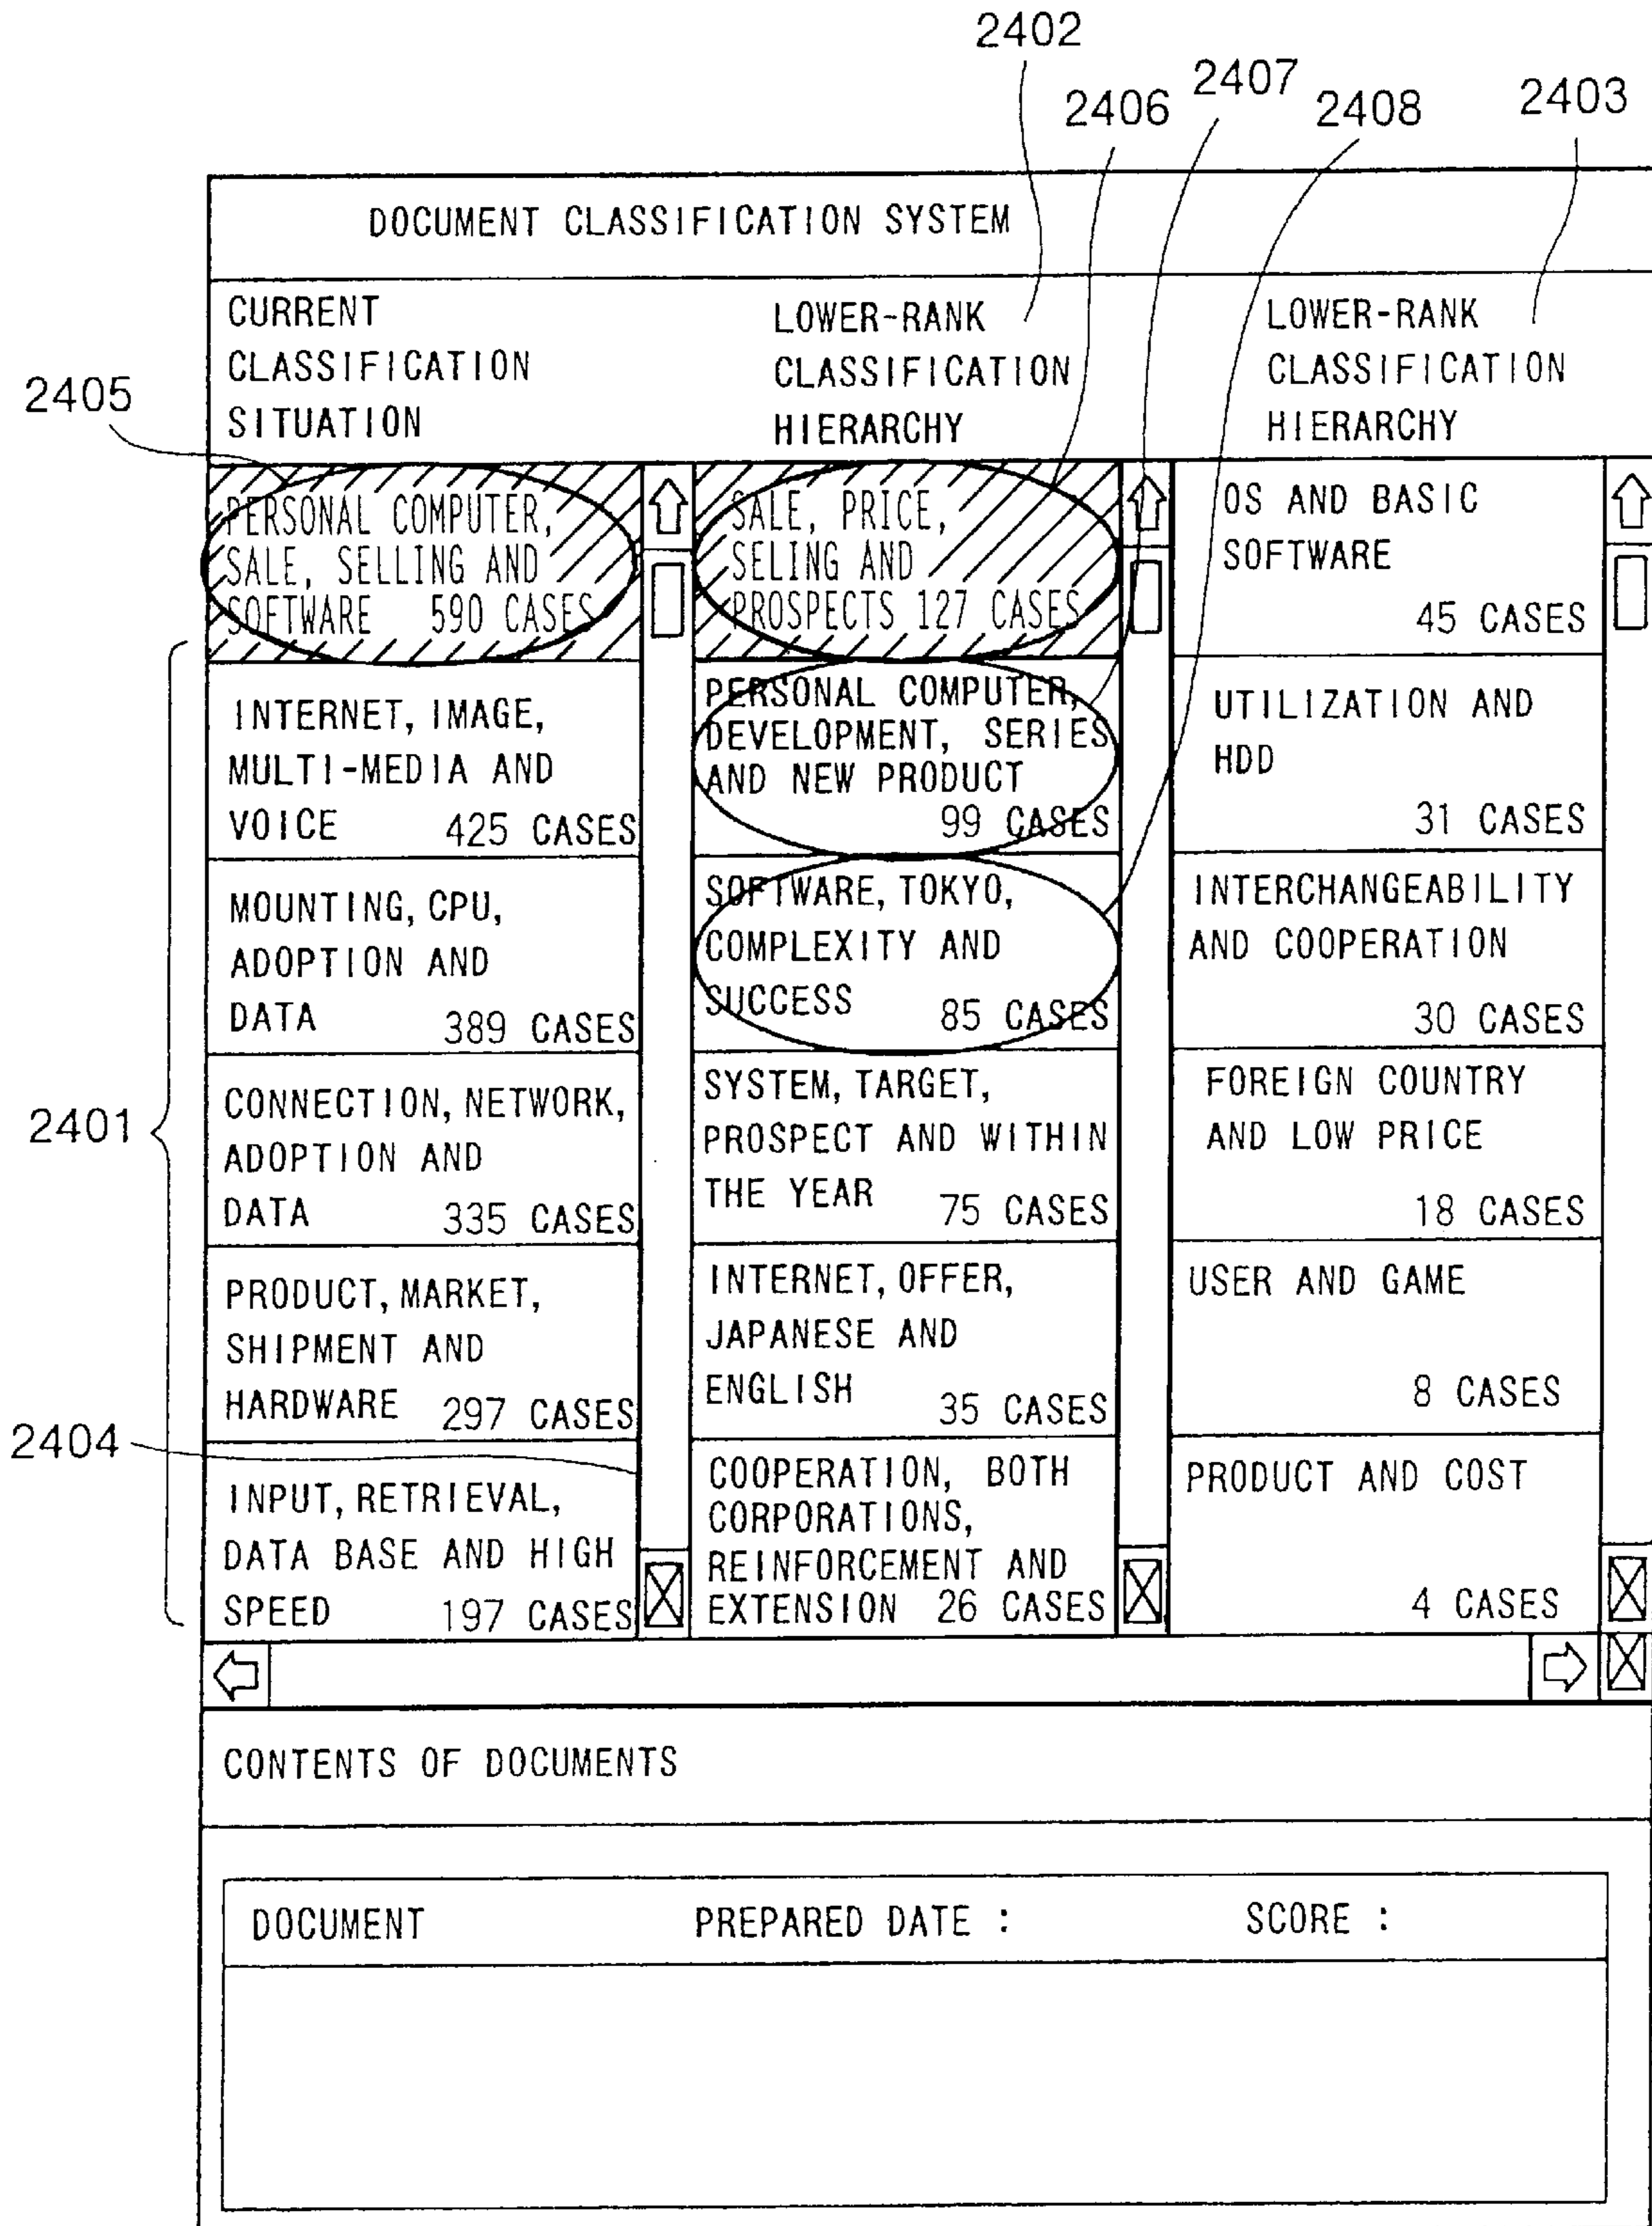 2402
2407
2406
2408
2403
DOCUMENT CLASSIFICATION SYSTEM
CURRENT
CLASSIFICATION
SITUATION
LOWER-RANK
CLASSIFICATION
HIERARCHY
LOWER-RANK
CLASSIFICATION
HIERARCHY
2405
PERSONAL COMPUTER,
SALE, SELLING AND
SOFTWARE 590 CASES
INTERNET, IMAGE,
MULTI-MEDIA AND
VOICE 425 CASES
MOUNTING, CPU,
ADOPTION AND
DATA 389 CASES
CONNECTION, NETWORK,
ADOPTION AND
DATA 335 CASES
PRODUCT, MARKET,
SHIPMENT AND
HARDWARE 297 CASES
INPUT, RETRIEVAL,
DATA BASE AND HIGH
SPEED 197 CASES
2401
2404
SALE, PRICE,
SELING AND
PROSPECTS 127 CASES
PERSONAL COMPUTER,
DEVELOPMENT, SERIES
AND NEW PRODUCT
99 CASES
SOFTWARE, TOKYO,
COMPLEXITY AND
SUCCESS 85 CASES
SYSTEM, TARGET,
PROSPECT AND WITHIN
THE YEAR 75 CASES
INTERNET, OFFER,
JAPANESE AND
ENGLISH 35 CASES
COOPERATION, BOTH
CORPORATIONS,
REINFORCEMENT AND
EXTENSION 26 CASES
OS AND BASIC
SOFTWARE
45 CASES
UTILIZATION AND
HDD
31 CASES
INTERCHANGEABILITY
AND COOPERATION
30 CASES
FOREIGN COUNTRY
AND LOW PRICE
18 CASES
USER AND GAME
8 CASES
PRODUCT AND COST
4 CASES
CONTENTS OF DOCUMENTS
DOCUMENT PREPARED DATE : SCORE :